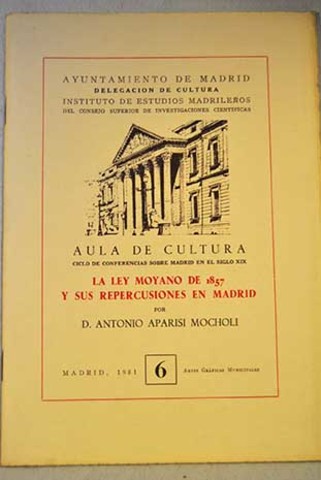 AYUNTAMIENTO DE MADRID
DELEGACION DE CULTURA
INSTITUTO DE ESTUDIOS MADRILEÑOS
DEL CONSEJO SUPERIOR DE INVESTIGACIONES CIENTIFICAS
AULA DE CULTURA
CICLO DE CONFERENCIAS SOBRE MADRID EN EL SIGLO XIX
LA LEY MOYANO DE 1857
Y SUS REPERCUSIONES EN MADRID
POR
D. ANTONIO APARISI MOCHOLI
MADRID, 1981 6 ARTES GRÁFICAS MUNICIPALES